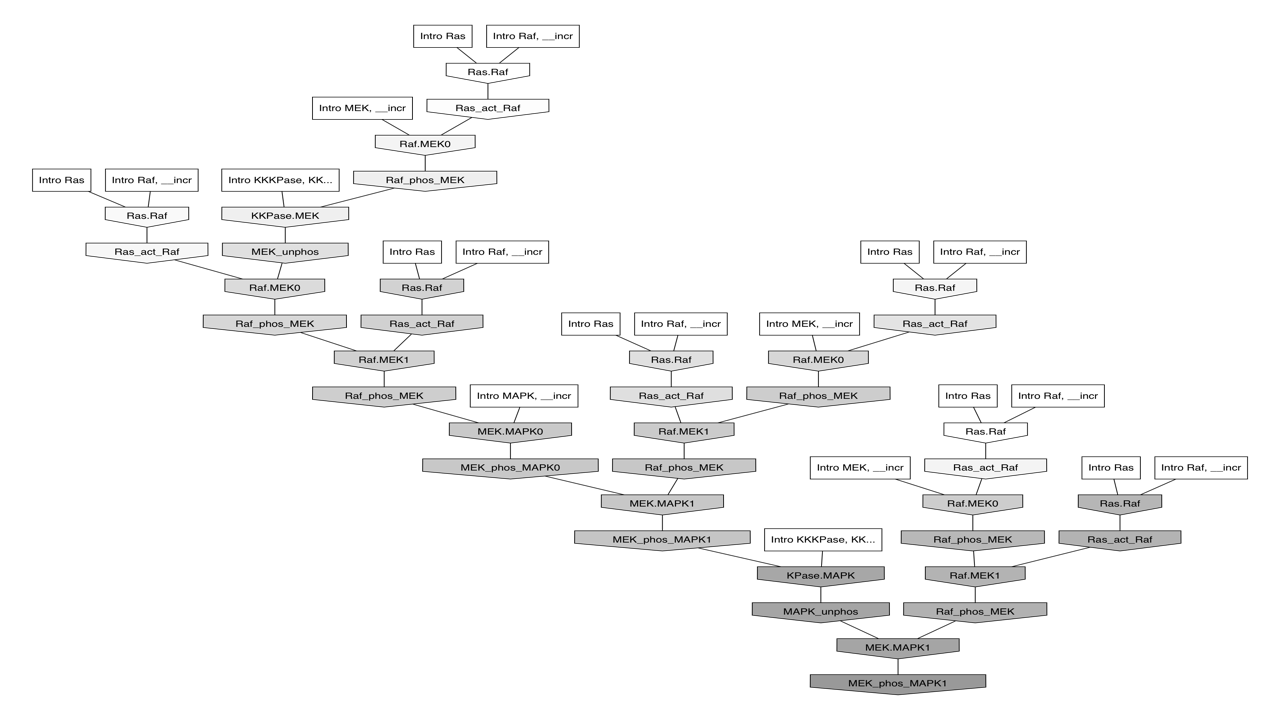 Intro Ras
Intro Raf, __incr
Ras.Raf
Intro MEK, __incr
Ras_act_Raf
Raf.MEK0
Intro Ras
Intro Raf, __incr
Intro KKKPase, KK...
Raf_phos_MEK
Ras.Raf
KKPase.MEK
Ras_act_Raf
MEK_unphos
Intro Ras
Intro Raf, __incr
Intro Ras
Intro Raf, __incr
Raf.MEK0
Ras.Raf
Ras.Raf
Raf_phos_MEK
Ras_act_Raf
Intro Ras
Intro Raf, __incr
Intro MEK, __incr
Ras_act_Raf
Raf.MEK1
Ras.Raf
Raf.MEK0
Raf_phos_MEK
Intro MAPK, __incr
Ras_act_Raf
Raf_phos_MEK
Intro Ras
Intro Raf, __incr
MEK.MAPK0
Raf.MEK1
Ras.Raf
MEK_phos_MAPK0
Raf_phos_MEK
Intro MEK, __incr
Ras_act_Raf
Intro Ras
Intro Raf, __incr
MEK.MAPK1
Raf.MEK0
Ras.Raf
MEK_phos_MAPK1
Intro KKKPase, KK...
Raf_phos_MEK
Ras_act_Raf
KPase.MAPK
Raf.MEK1
MAPK_unphos
Raf_phos_MEK
MEK.MAPK1
MEK_phos_MAPK1